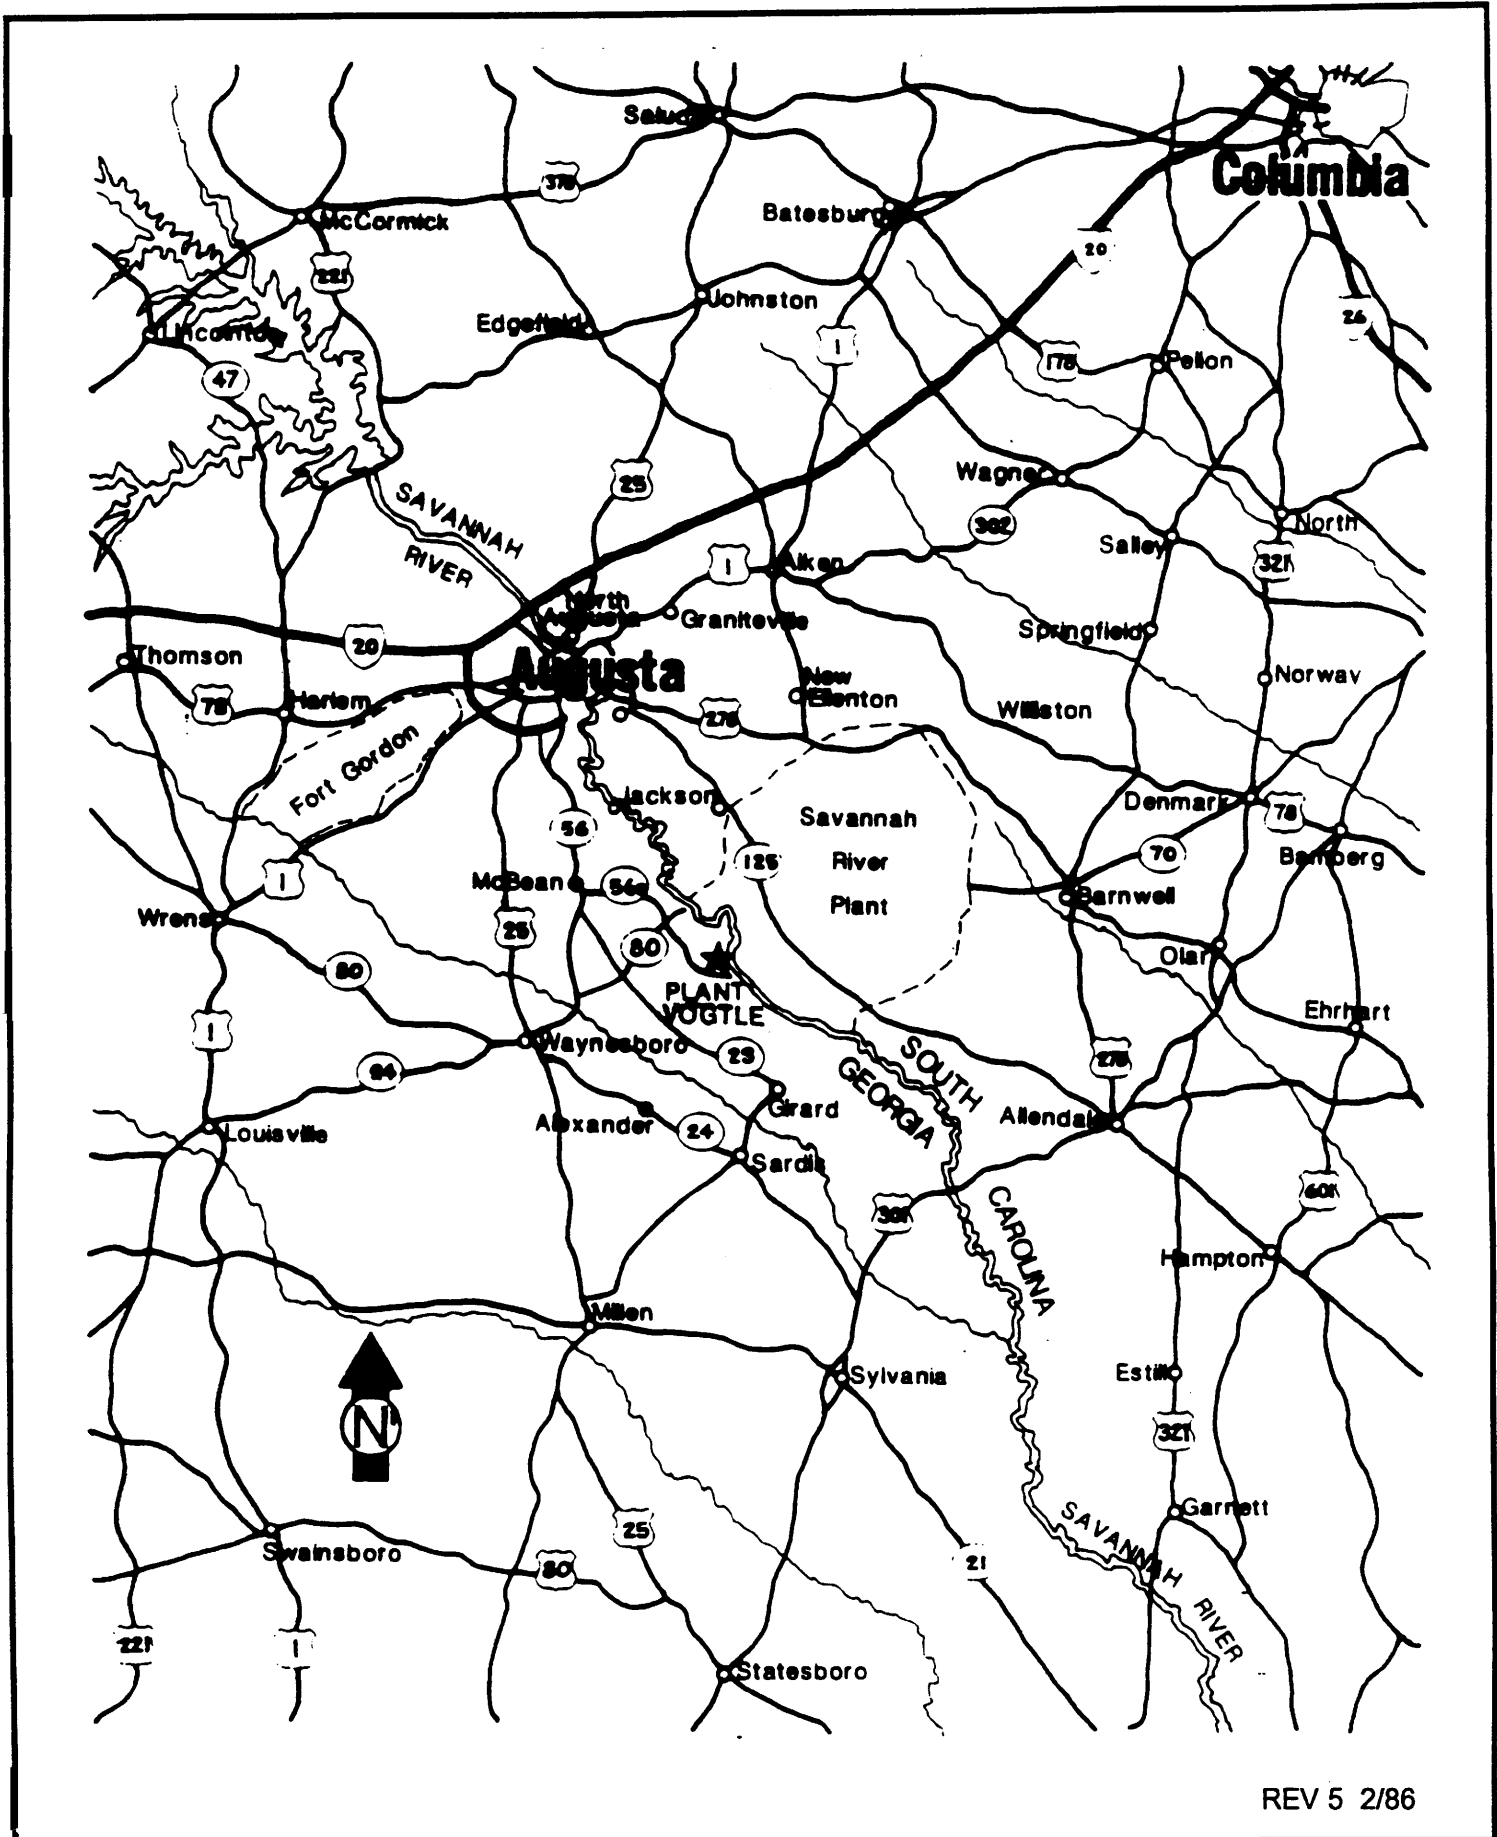 Saluda
Columbia
378
McCormick
Batesburg
20
221
Johnston
Edgefield
26
Lincolnton
1
178
Pelion
47
Wagner
25
SAVANNAH
RIVER
302
North
Salley
1
Aiken
321
North
Augusta
Graniteville
Springfield
20
Thomson
Augusta
Norway
78
Harlem
New
Ellenton
278
Williston
Fort Gordon
Jackson
Denmark
78
56
Savannah
River
Plant
125
70
Bamberg
1
McBean
56a
Barnwell
Wrens
25
80
Olar
80
PLANT
VOGTLE
Ehrhart
1
Waynesboro
23
SOUTH
GEORGIA
278
Girard
Allendale
Alexander
24
Louisville
Sardis
CAROLINA
301
601
Hampton
Millen
N
Sylvania
Estill
321
Garnett
SAVANNAH
RIVER
25
Swainsboro
80
21
221
1
Statesboro
REV 5 2/86